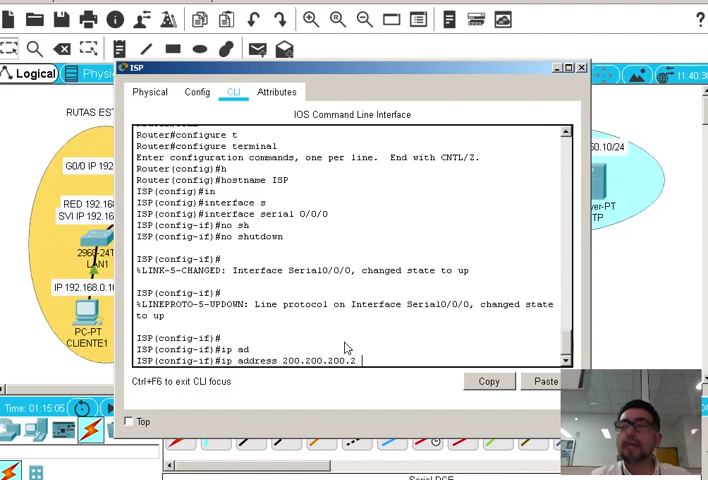 ISP
Logical
Physi
11:40:3
Physical Config CLI Attributes
IOS Command Line Interface
RUTAS EST
G0/0 IP 192
RED 192.168
SVI IP 192.16
2960-24T
LAN1
IP 192.168.0.10
PC-PT
CLIENTE1
Router#configure t
Router#configure terminal
Enter configuration commands, one per line. End with CNTL/Z.
Router(config)#h
Router(config)#hostname ISP
ISP(config)#in
ISP(config)#interface s
ISP(config)#interface serial 0/0/0
ISP(config-if)#no sh
ISP(config-if)#no shutdown
ISP(config-if)#
%LINK-5-CHANGED: Interface Serial0/0/0, changed state to up
ISP(config-if)#
%LINEPROTO-5-UPDOWN: Line protocol on Interface Serial0/0/0, changed state
to up
ISP(config-if)#
ISP(config-if)#ip ad
ISP(config-if)#ip address 200.200.200.2
50.10/24
ver-PT
TP
Ctrl+F6 to exit CLI focus
Copy
Paste
Top
Time: 01:15:05
Serial DCE